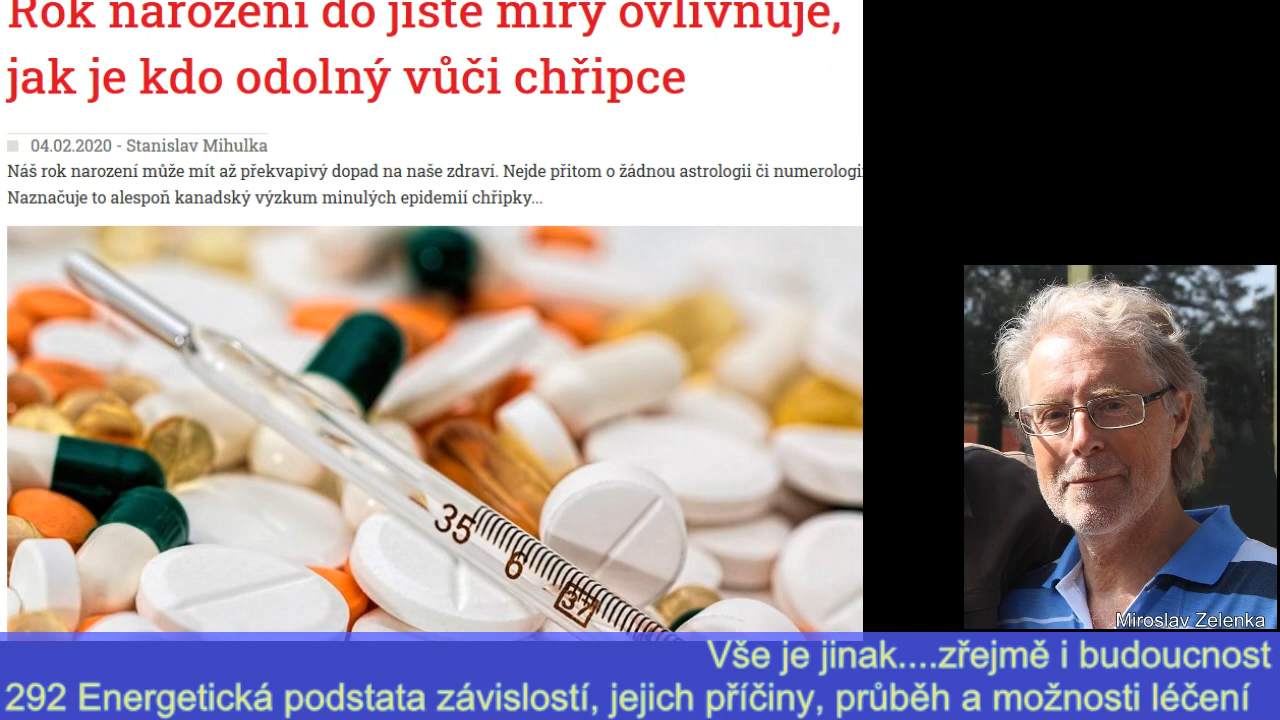 Rok narození do jisté míry ovlivňuje,
jak je kdo odolný vůči chřipce
04.02.2020 - Stanislav Mihulka
Náš rok narození může mít až překvapivý dopad na naše zdraví. Nejde přitom o žádnou astrologii či numerologii
Naznačuje to alespoň kanadský výzkum minulých epidemií chřipky...
35
6
37
Miroslav Zelenka
Vše je jinak....zřejmě i budoucnost
292 Energetická podstata závislostí, jejich příčiny, průběh a možnosti léčení